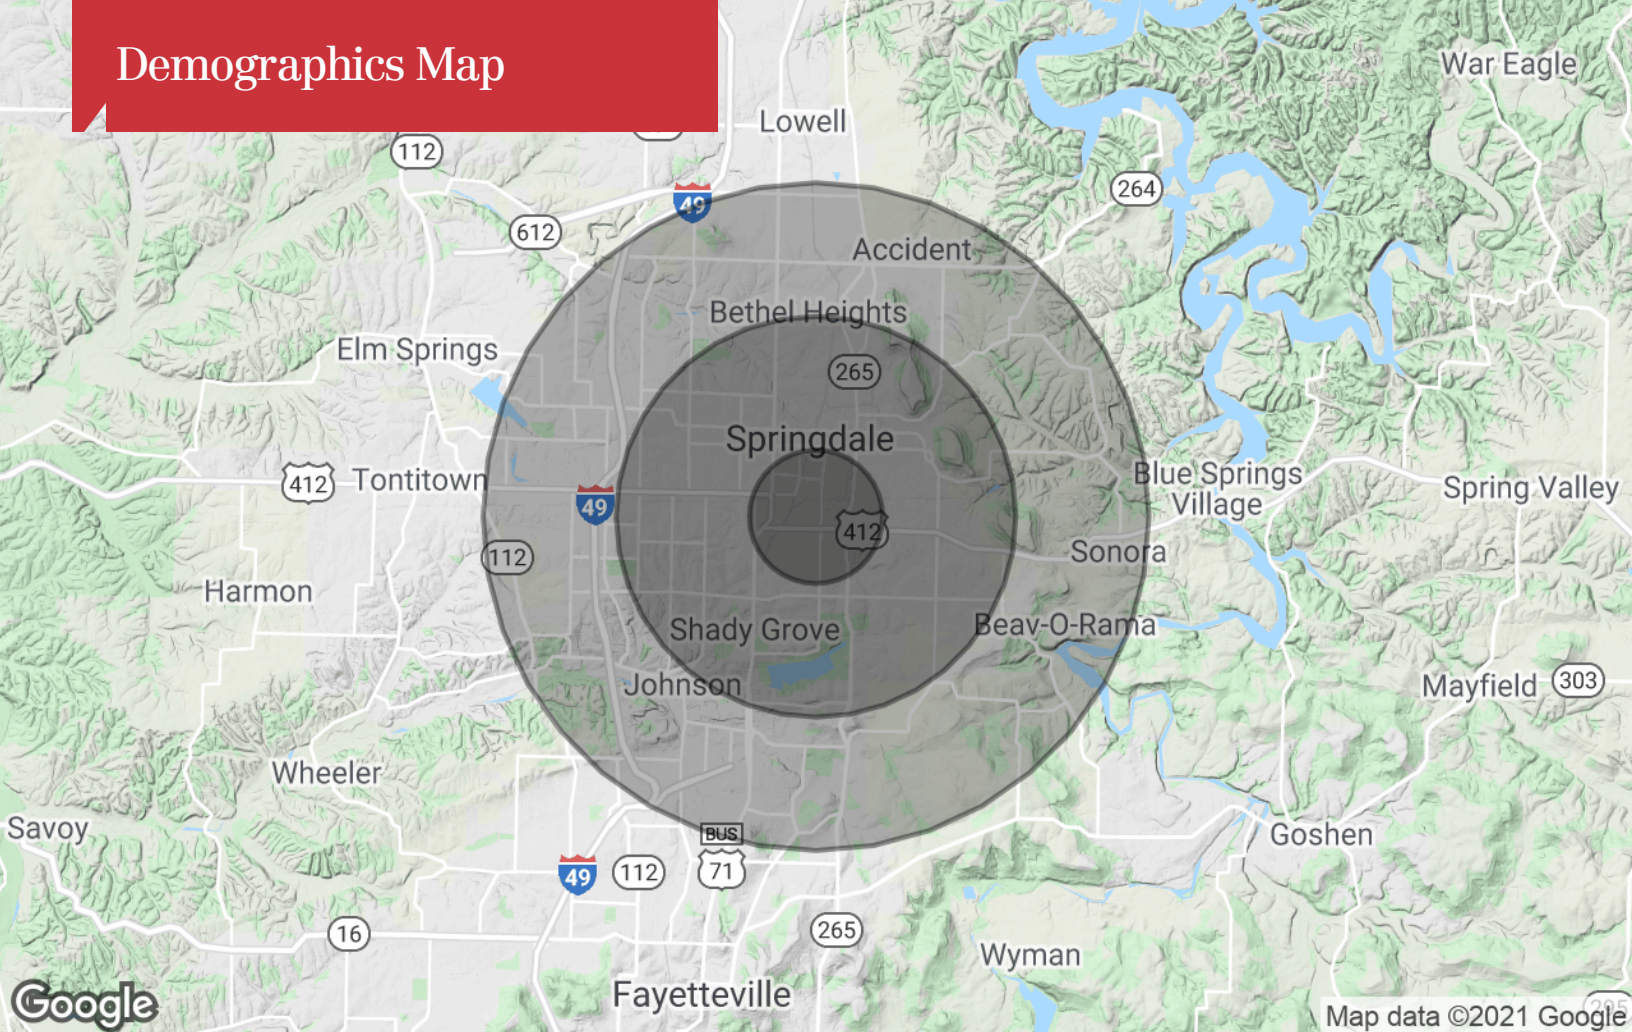 Demographics Map
War Eagle
Lowell
112
264
49
612
Accident
Bethel Heights
Elm Springs
265
Springdale
Blue Springs
Village
412
Tontitown
Spring Valley
49
412
112
Sonora
Harmon
Shady Grove
Beav-O-Rama
Johnson
Mayfield
303
Wheeler
Savoy
BUS
71
Goshen
49
112
16
265
Wyman
Fayetteville
Google
Map data ©2021 Google